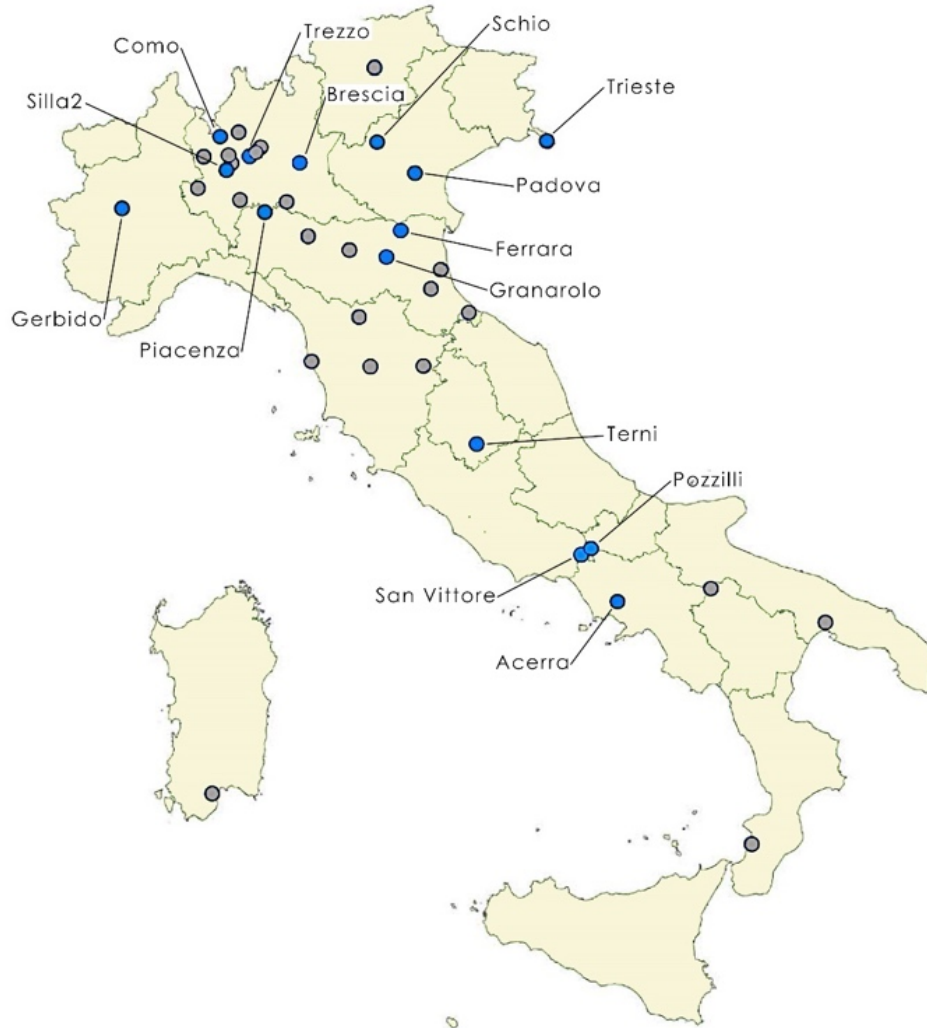 Trezzo
Schio
Como
Brescia
Trieste
Silla2
Padova
Ferrara
Granarolo
Gerbido
Piacenza
Terni
Pozzilli
San Vittore
Acerra